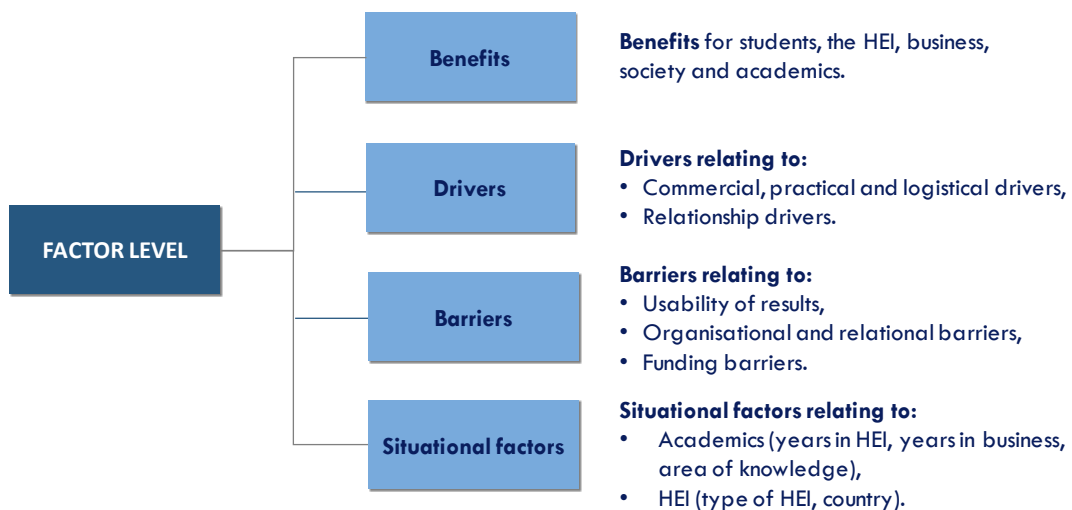 FACTOR LEVEL
Benefits
Benefits for students, the HEI, business,
society and academics.
Drivers
Drivers relating to:
• Commercial, practical and logistical drivers,
• Relationship drivers.
Barriers
Barriers relating to:
• Usability of results,
• Organisational and relational barriers,
• Funding barriers.
Situational factors
Situational factors relating to:
• Academics (years in HEI, years in business,
area of knowledge),
• HEI (type of HEI, country).